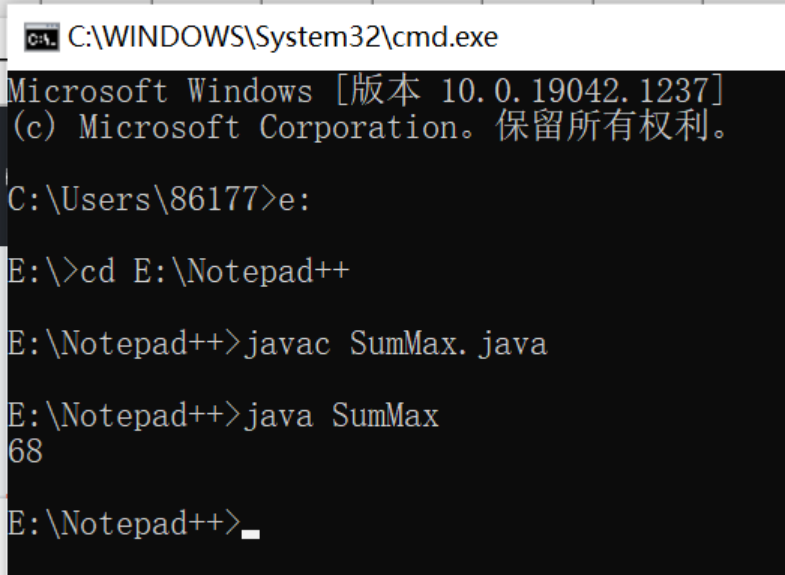 C:\WINDOWS\System32\cmd.exe
Microsoft Windows [版本 10.0.19042.1237]
(c) Microsoft Corporation。保留所有权利。
C:\Users\86177>e:
E:\>cd E:\Notepad++
E:\Notepad++>javac SumMax.java
E:\Notepad++>java SumMax
68
E:\Notepad++>